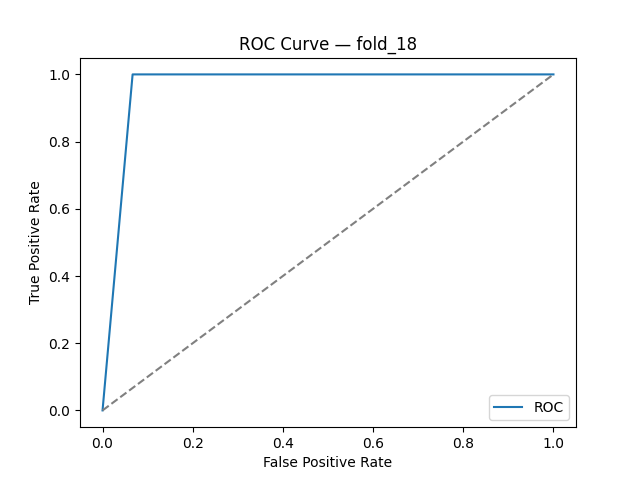 ROC Curve — fold_18
True Positive Rate
1.0
0.8
0.6
0.4
0.2
0.0
0.0 0.2 0.4 0.6 0.8 1.0
False Positive Rate
ROC